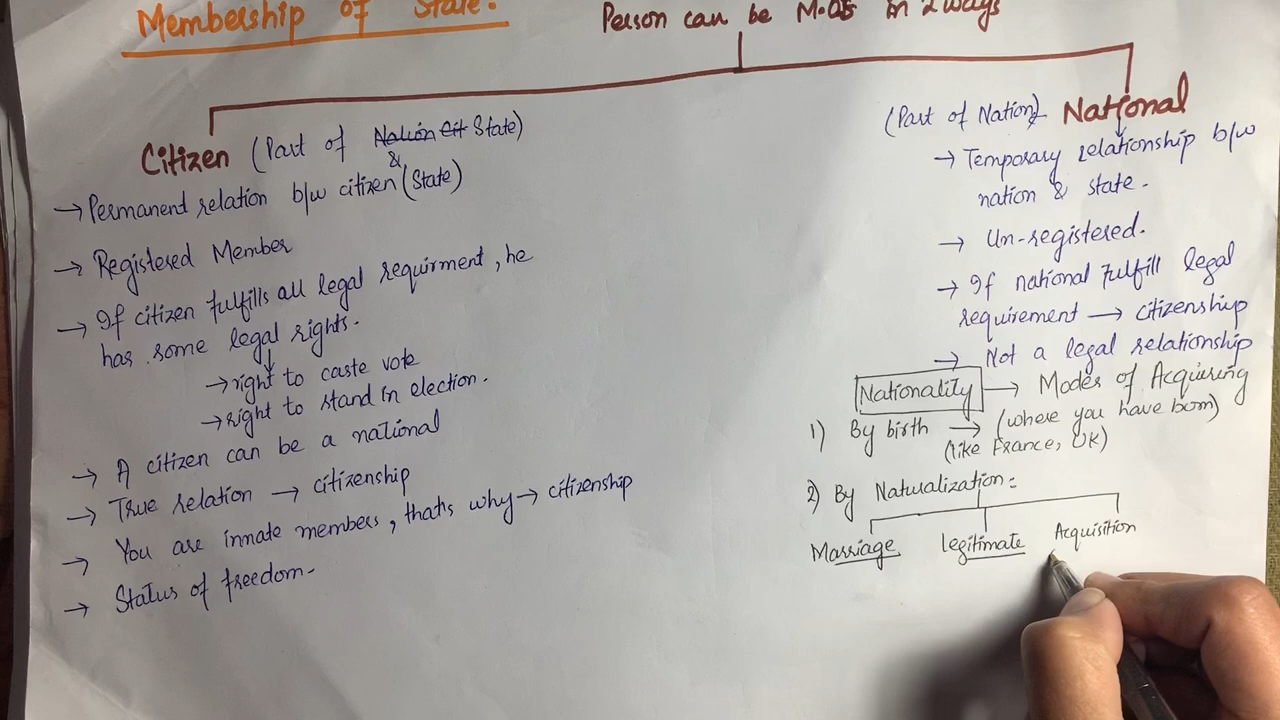 Membership of State.
Person can be M.OS in 2 ways
Citizen (Part of Nation Cit State)
&
→ Permanend relation b/w citizen (State)
→ Registered Member
→ If citizen fulfills all legal requirment, he
has some legal rights.
→ right to caste vote
→ right to stand in election.
→ A citizen can be a national
→ True relation → citizenship
→ You are innate members, that's why → citizenship
→ Status of freedom.
(Part of Nation) National
→ Temporary relationship b/w
nation & state.
→ Un-registered.
→ If national fulfill legal
requirement → citizenship
→ Not a legal relationship
Nationality → Modes of Acquiring
1) By birth → (where you have born)
(like France, UK)
2) By Naturalization:
Marriage legitimate Acquisition